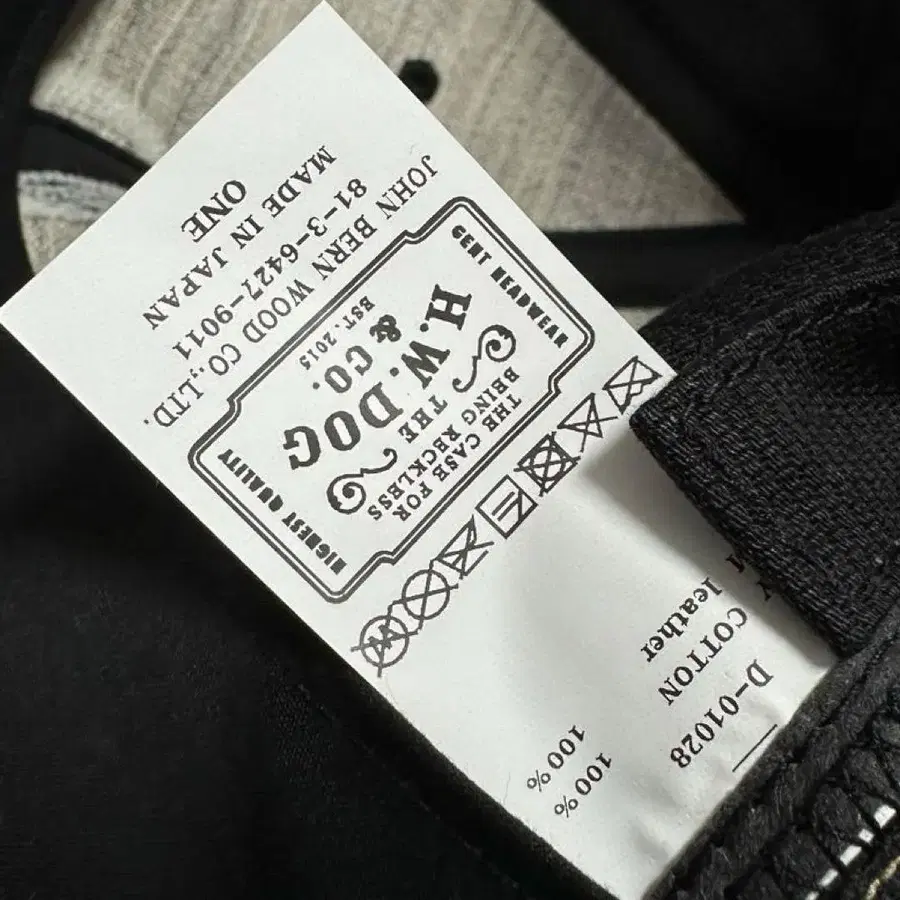 D-01028
COTTON 100%
leather 100%
GENT HEADWEAR
THE CASE FOR
BEING RECKLESS
THE
H.W.DOG
& CO.
EST. 2015
HIGHEST QUALITY
JOHN BERN WOOD CO.,LTD.
81-3-6427-9011
MADE IN JAPAN
ONE